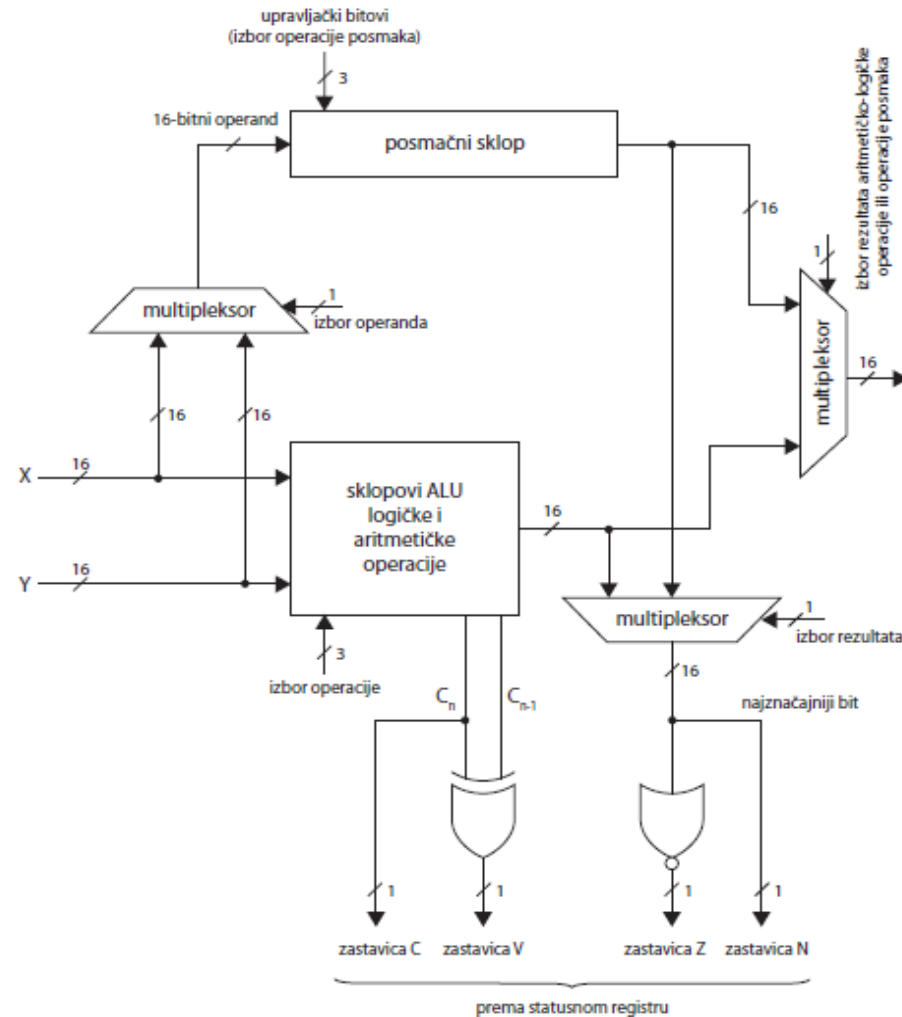 upravljački bitovi
(izbor operacije posmaka)
3
16-bitni operand
posmačni sklop
izbor rezultata aritmetičko-logičke
operacije ili operacije posmaka
16
1
multipleksor
1
izbor operanda
multipleksor
16
16
16
X
16
sklopovi ALU
logičke i
aritmetičke
operacije
16
Y
16
multipleksor
1
izbor rezultata
3
izbor operacije
16
Cn
Cn-1
najznačajniji bit
1
1
1
1
zastavica C
zastavica V
zastavica Z
zastavica N
prema statusnom registru